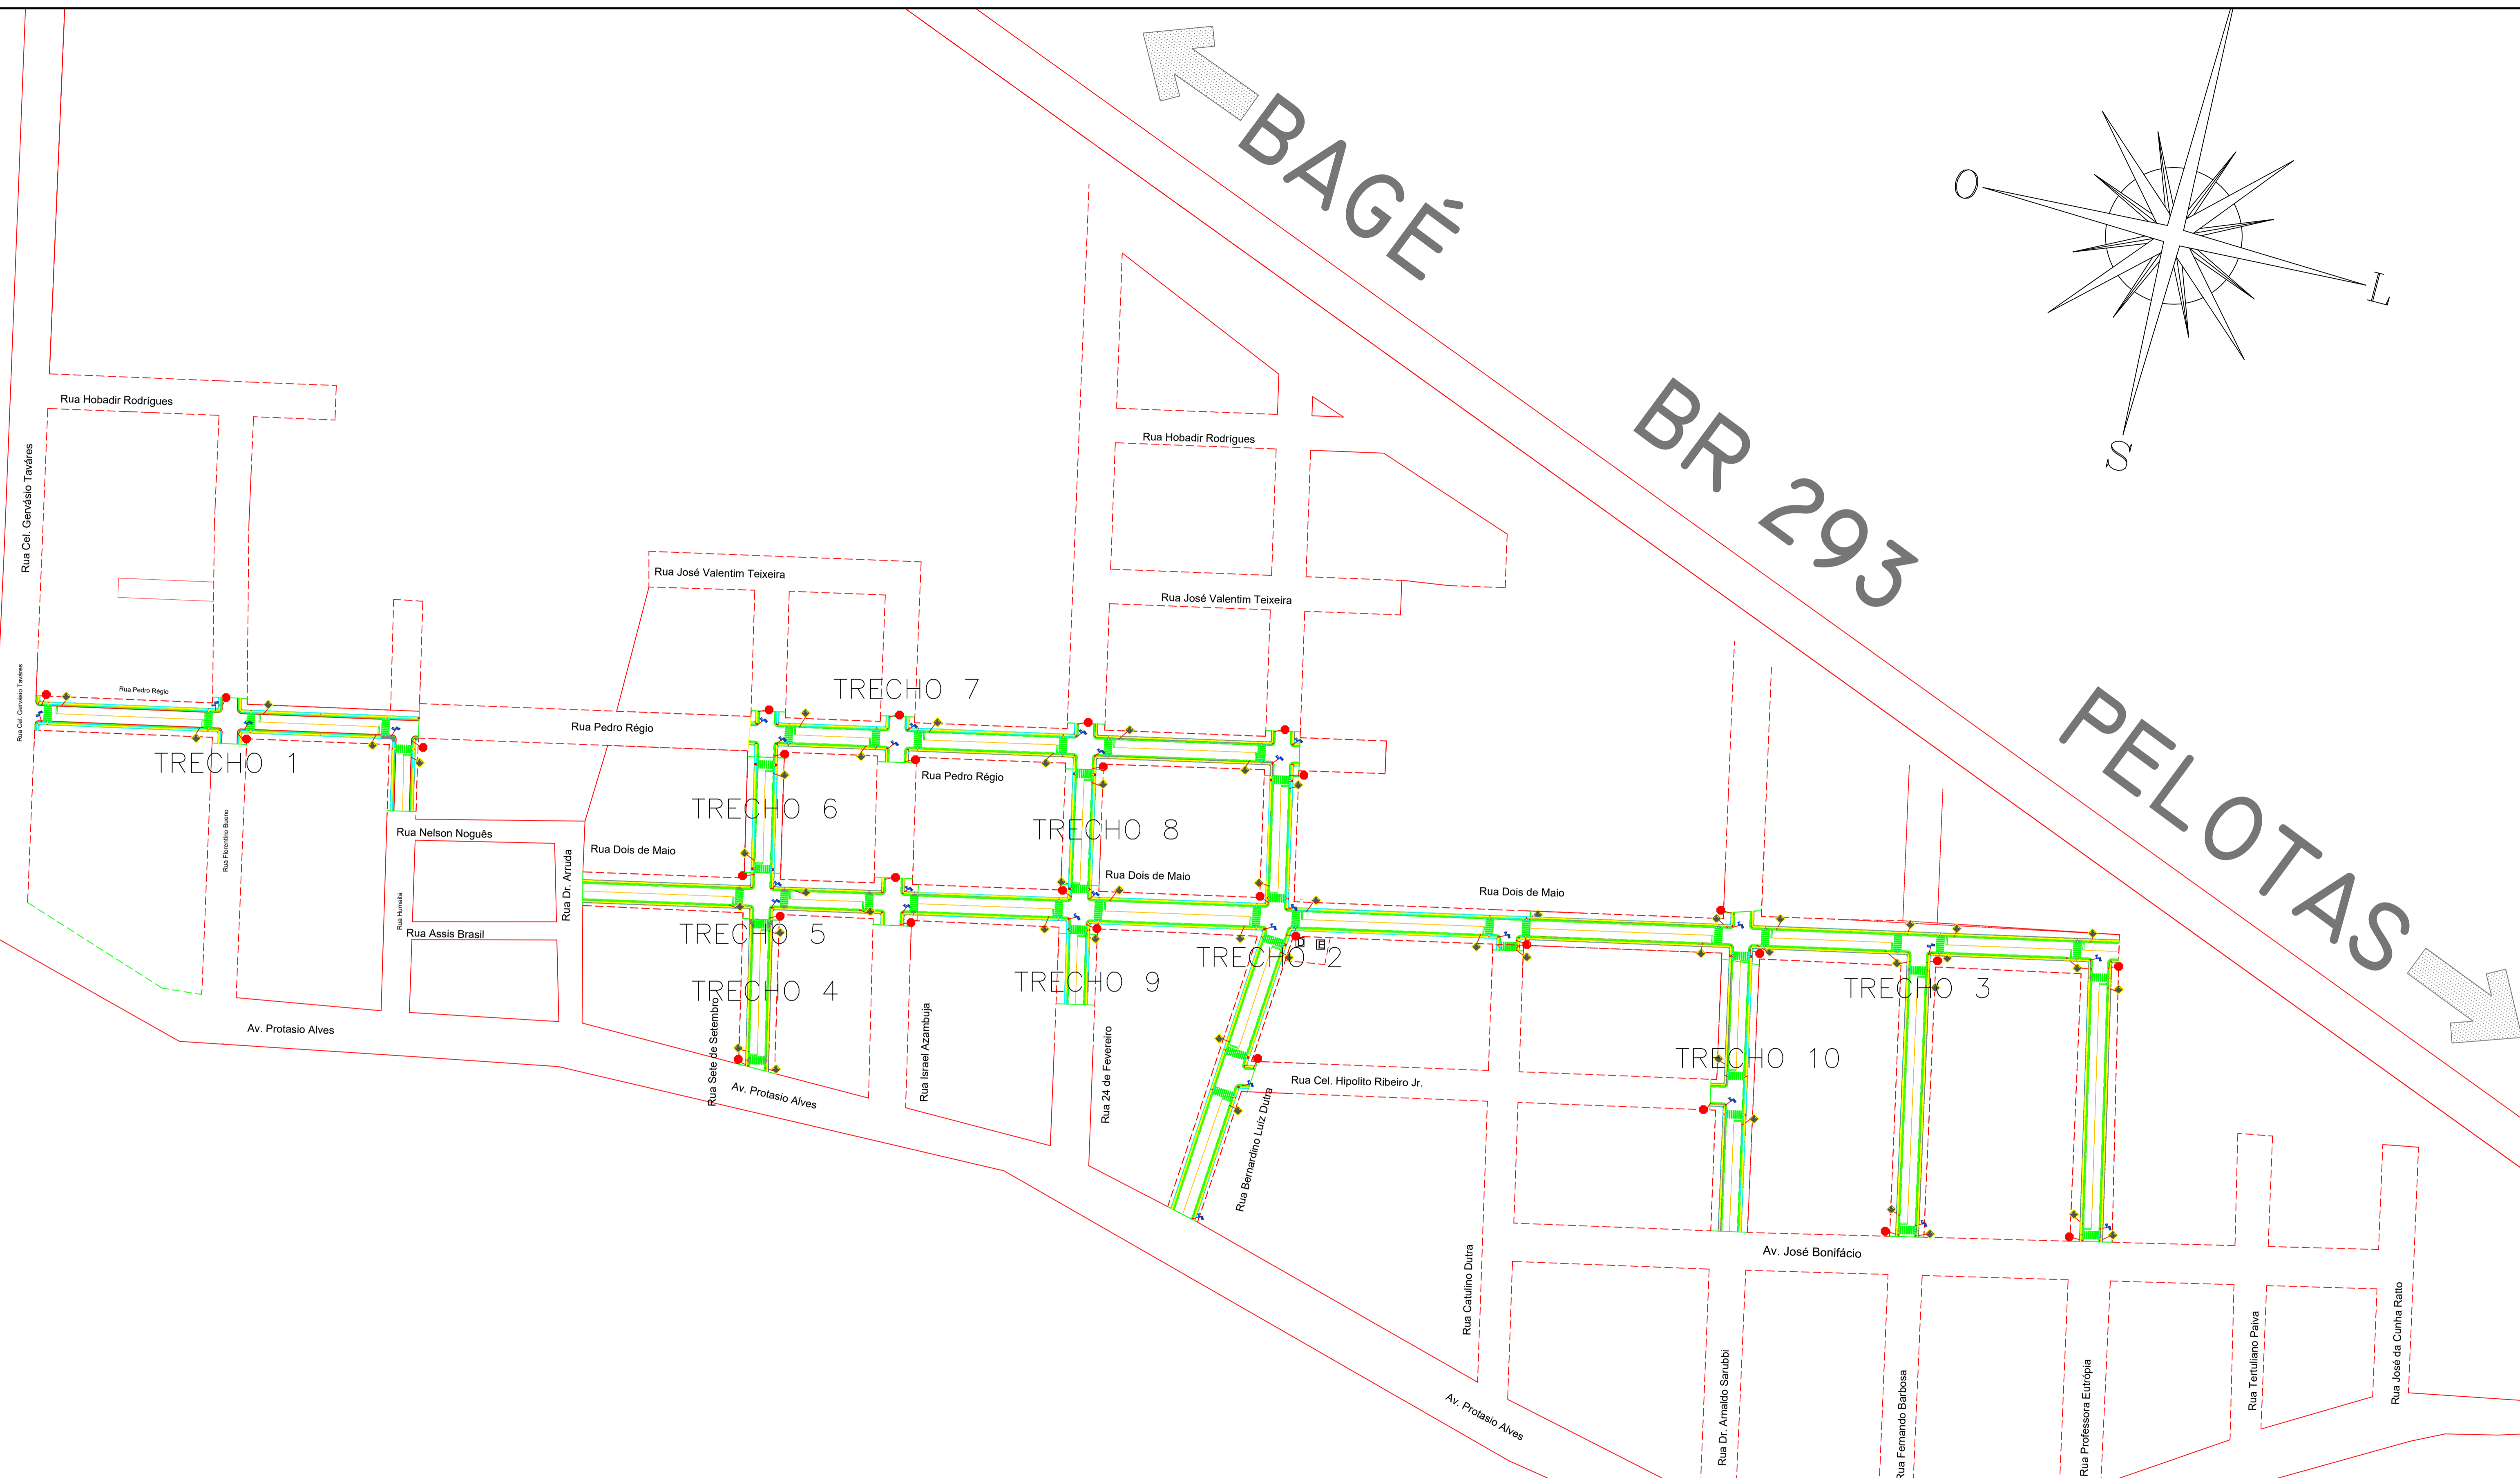 BAGÉ
BR 293
PELOTAS
O
L
S
Rua Hobadir Rodrígues
Rua Hobadir Rodrígues
Rua Cel. Gervásio Taváres
Rua José Valentim Teixeira
Rua José Valentim Teixeira
Rua Cel. Gervásio Taváres
Rua Pedro Régio
TRECHO 7
Rua Pedro Régio
TRECHO 1
Rua Pedro Régio
TRECHO 6
Rua Florentino Bueno
Rua Nelson Noguês
TRECHO 8
Rua Dois de Maio
Rua Dr. Arruda
Rua Dois de Maio
Rua Dois de Maio
Rua Humaitá
Rua Assis Brasil
TRECHO 5
TRECHO 2
E
TRECHO 9
TRECHO 4
TRECHO 3
Av. Protasio Alves
Rua Sete de Setembro
Rua Israel Azambuja
Rua 24 de Fevereiro
TRECHO 10
Rua Cel. Hipolito Ribeiro Jr.
Av. Protasio Alves
Rua Bernardino Luíz Dutra
Av. José Bonifácio
Rua Catulino Dutra
Rua Dr. Arnaldo Sarubbi
Rua Fernando Barbosa
Rua Professora Eutrópia
Rua Tertuliano Paiva
Rua José da Cunha Ratto
Av. Protasio Alves